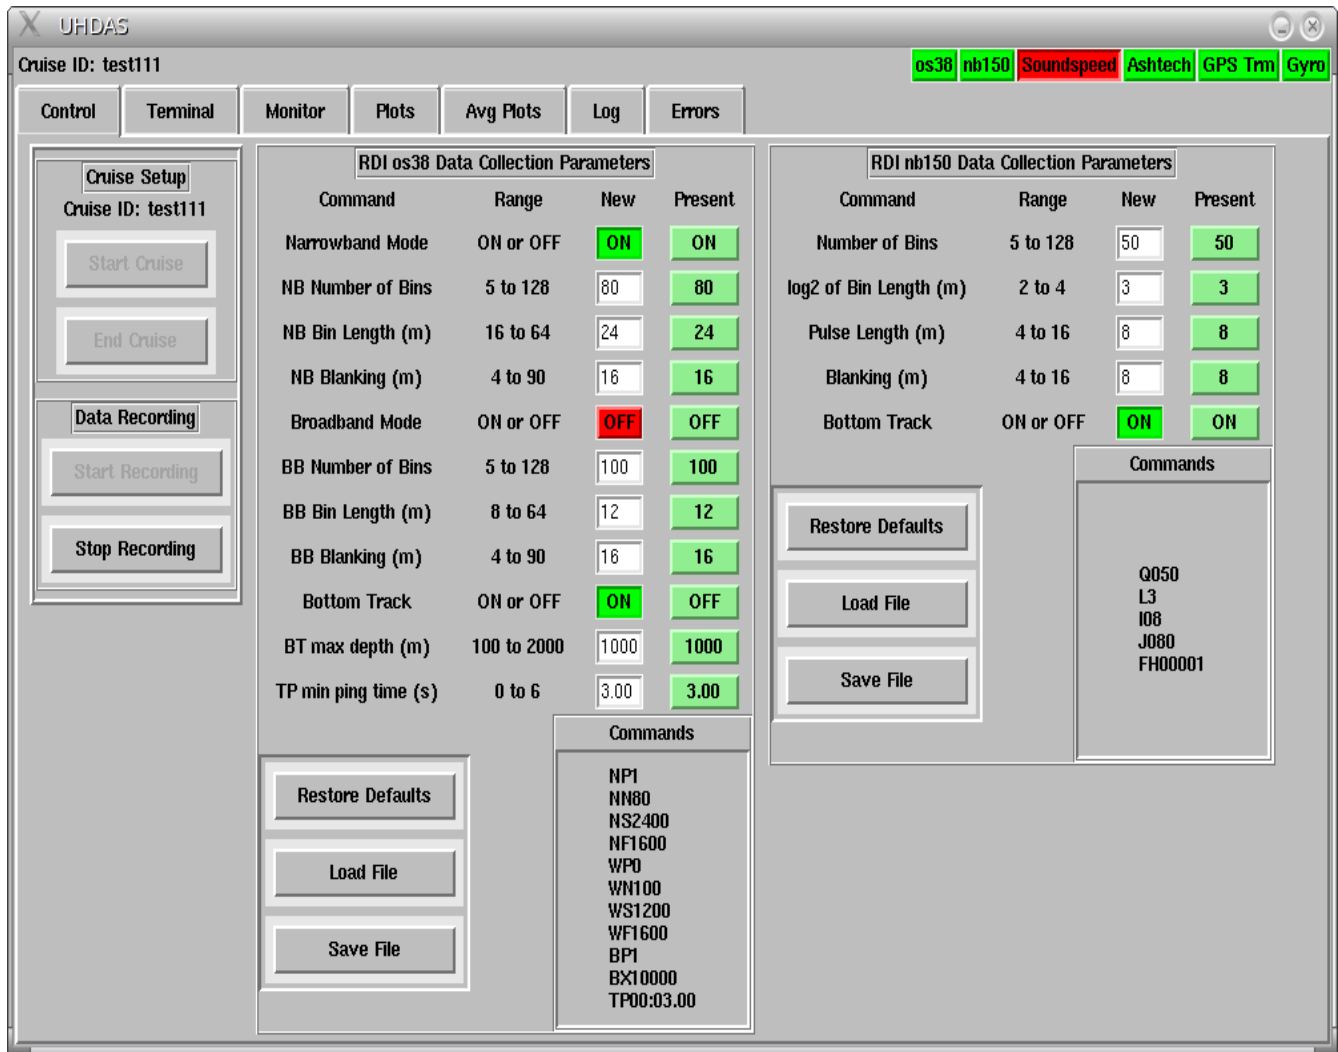 UHDAS
Cruise ID: test111
os38 nb150 Soundspeed Ashtech GPS Trm Gyro
Control Terminal Monitor Plots Avg Plots Log Errors
Cruise Setup
Cruise ID: test111
Start Cruise
End Cruise
Data Recording
Start Recording
Stop Recording
RDI os38 Data Collection Parameters
Command Range New Present
Narrowband Mode ON or OFF ON ON
NB Number of Bins 5 to 128 80 80
NB Bin Length (m) 16 to 64 24 24
NB Blanking (m) 4 to 90 16 16
Broadband Mode ON or OFF OFF OFF
BB Number of Bins 5 to 128 100 100
BB Bin Length (m) 8 to 64 12 12
BB Blanking (m) 4 to 90 16 16
Bottom Track ON or OFF ON OFF
BT max depth (m) 100 to 2000 1000 1000
TP min ping time (s) 0 to 6 3.00 3.00
Restore Defaults
Load File
Save File
Commands
NP1
NN80
NS2400
NF1600
WP0
WN100
WS1200
WF1600
BP1
BX10000
TP00:03.00
RDI nb150 Data Collection Parameters
Command Range New Present
Number of Bins 5 to 128 50 50
log2 of Bin Length (m) 2 to 4 3 3
Pulse Length (m) 4 to 16 8 8
Blanking (m) 4 to 16 8 8
Bottom Track ON or OFF ON ON
Restore Defaults
Load File
Save File
Commands
Q050
L3
I08
J080
FH00001